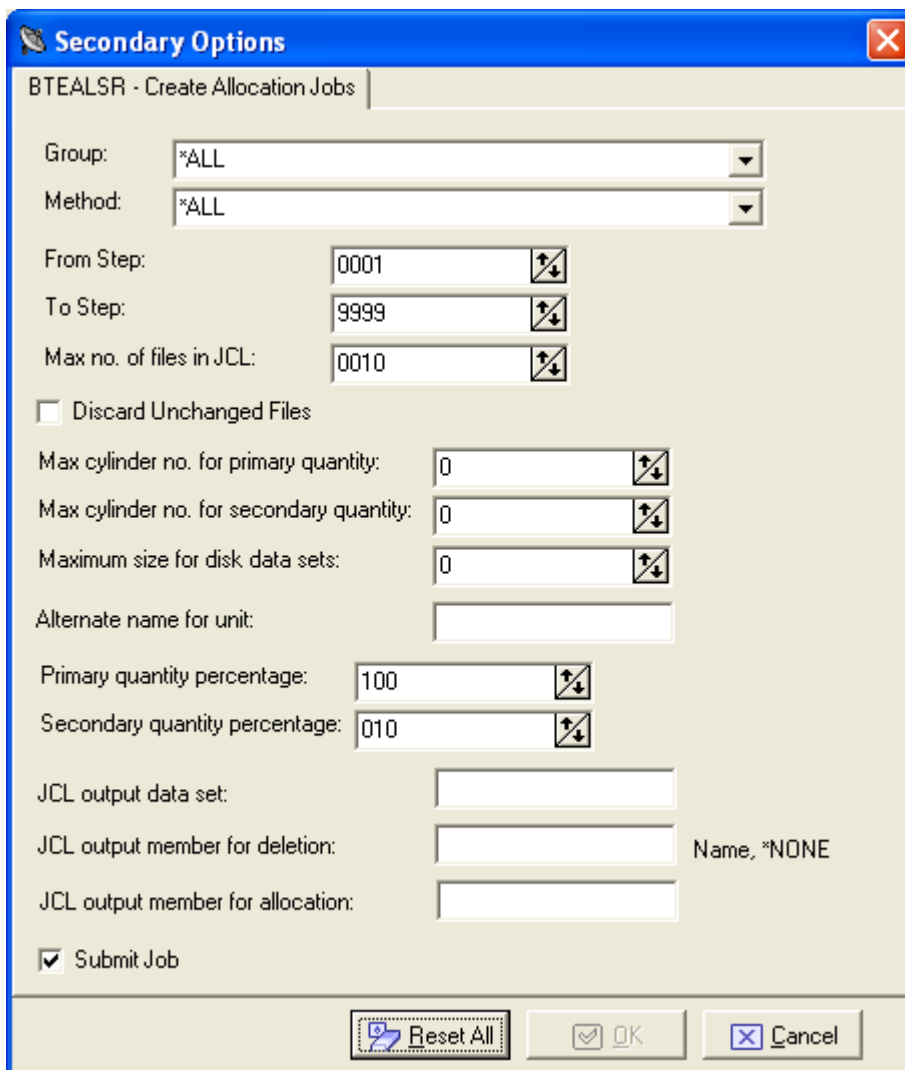 Secondary Options
BTEALSR - Create Allocation Jobs
Group: *ALL
Method: *ALL
From Step: 0001
To Step: 9999
Max no. of files in JCL: 0010
Discard Unchanged Files
Max cylinder no. for primary quantity: 0
Max cylinder no. for secondary quantity: 0
Maximum size for disk data sets: 0
Alternate name for unit:
Primary quantity percentage: 100
Secondary quantity percentage: 010
JCL output data set:
JCL output member for deletion: Name, *NONE
JCL output member for allocation:
Submit Job
Reset All OK Cancel